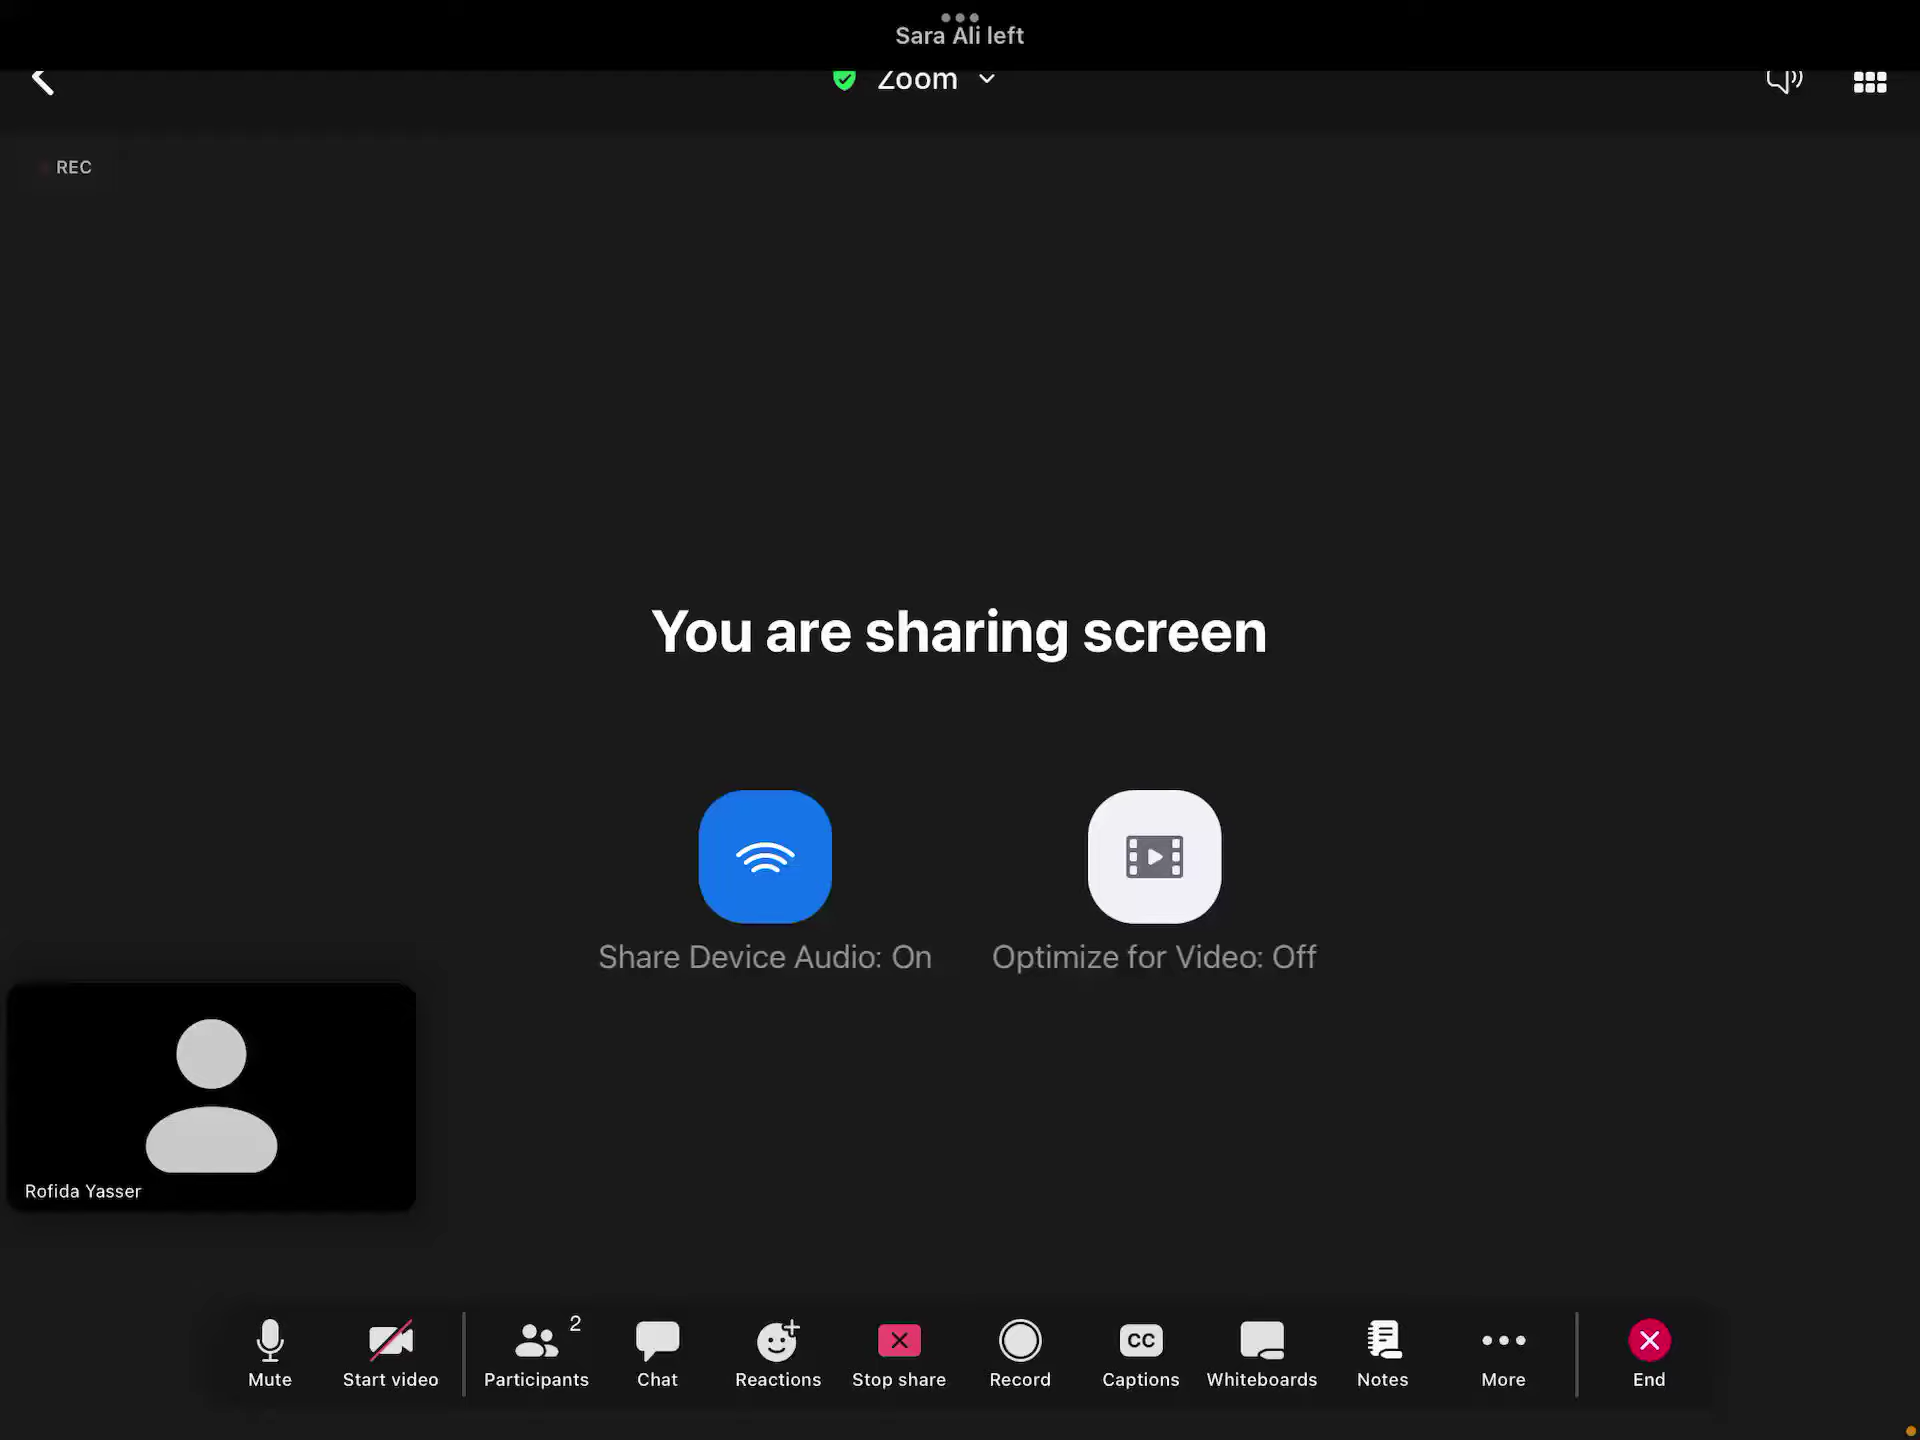 Sara Ali left
Zoom
REC
You are sharing screen
Share Device Audio: On
Optimize for Video: Off
Rofida Yasser
2
Mute
Start video
Participants
Chat
Reactions
Stop share
Record
CC
Captions
Whiteboards
Notes
More
End